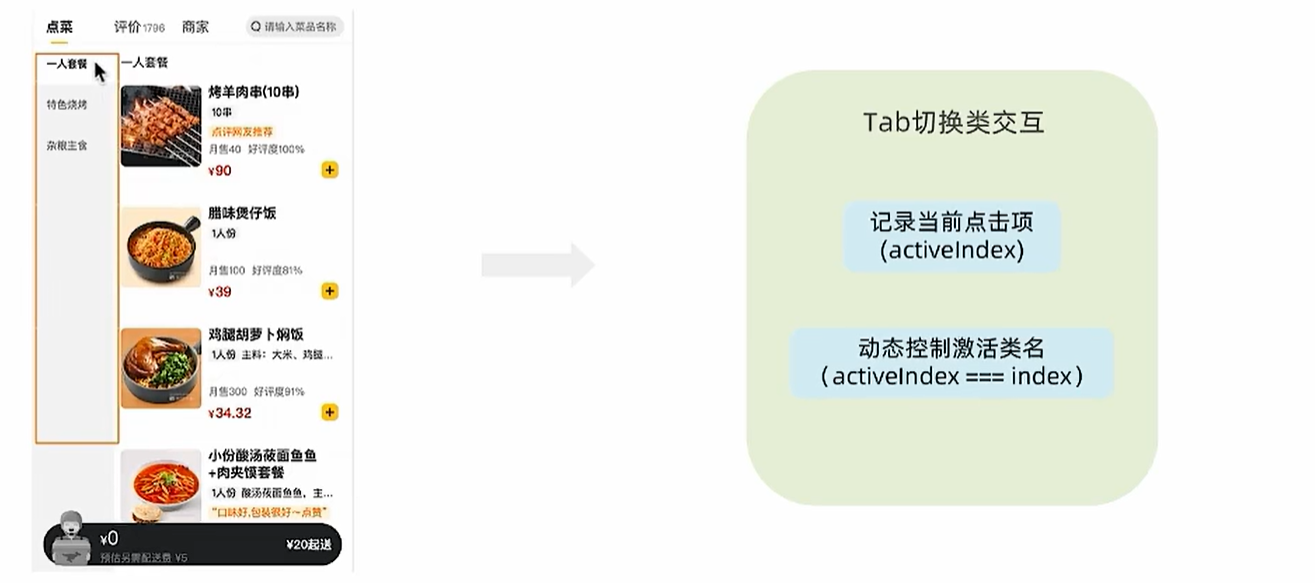 点菜
评价1796
商家
请输入菜品名称
一人套餐
特色烧烤
杂粮主食
一人套餐
烤羊肉串(10串)
10串
点评网友推荐
月售40 好评度100%
¥90
腊味煲仔饭
1人份
月售100 好评度81%
¥39
鸡腿胡萝卜焖饭
1人份 主料：大米、鸡腿...
月售300 好评度91%
¥34.32
小份酸汤莜面鱼鱼
+肉夹馍套餐
1人份 酸汤莜面鱼鱼，主...
“口味好,包装很好～点赞”
¥0
预估另需配送费 ¥5
¥20起送
Tab切换类交互
记录当前点击项
(activeIndex)
动态控制激活类名
（activeIndex === index）